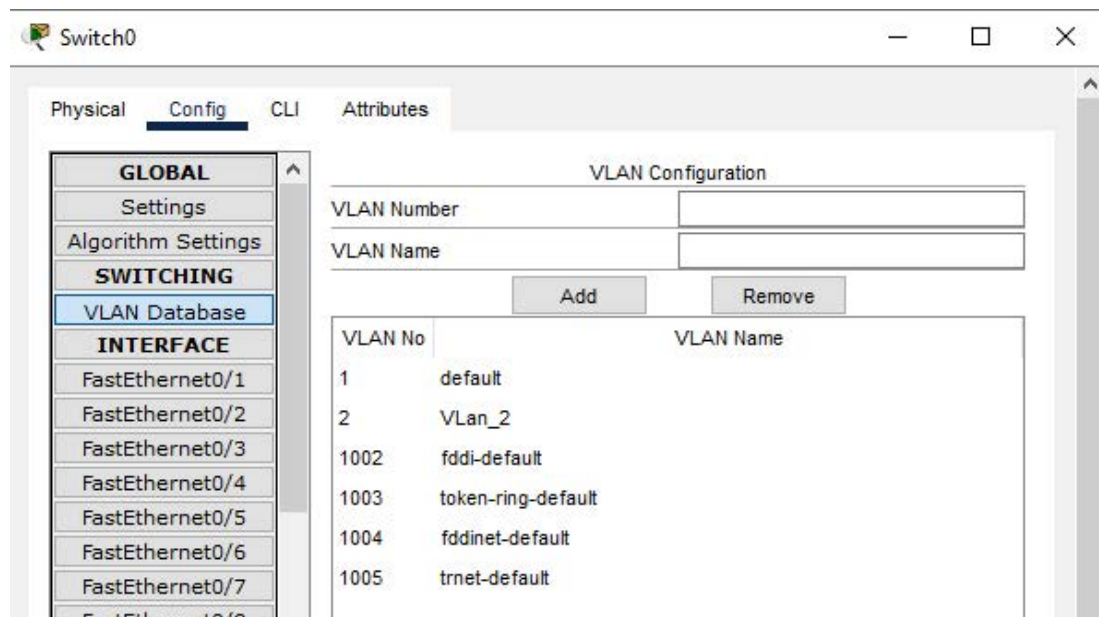 Switch0
Physical Config CLI Attributes
GLOBAL
Settings
Algorithm Settings
SWITCHING
VLAN Database
INTERFACE
FastEthernet0/1
FastEthernet0/2
FastEthernet0/3
FastEthernet0/4
FastEthernet0/5
FastEthernet0/6
FastEthernet0/7
VLAN Configuration
VLAN Number
VLAN Name
Add Remove
VLAN No VLAN Name
1 default
2 VLan_2
1002 fddi-default
1003 token-ring-default
1004 fddinet-default
1005 trnet-default